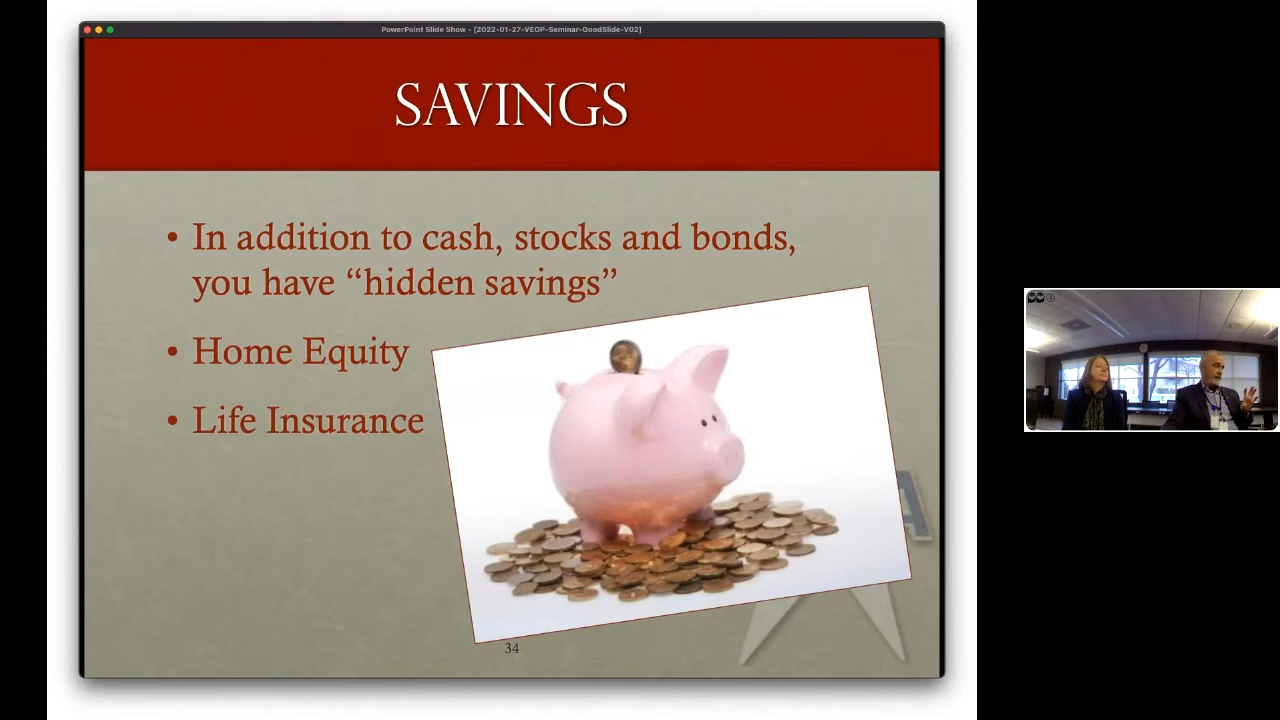 PowerPoint Slide Show - [2022-01-27-VEOP-Seminar-GoodSlide-V02]
SAVINGS
• In addition to cash, stocks and bonds,
you have “hidden savings”
• Home Equity
• Life Insurance
A
34